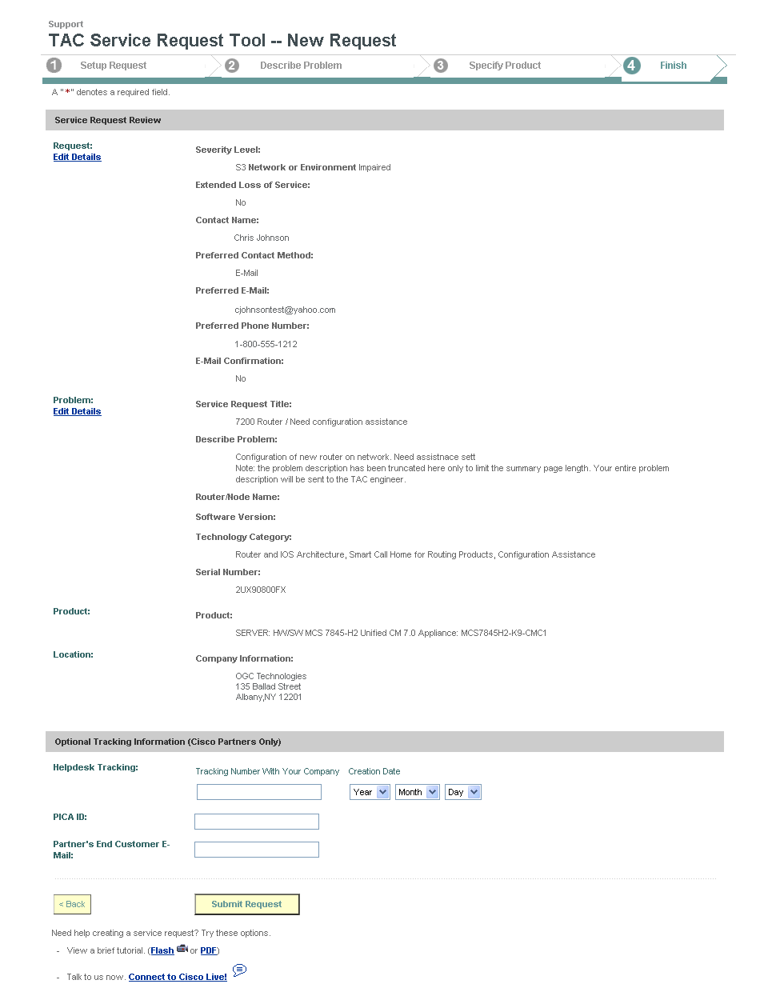 Support
TAC Service Request Tool -- New Request
1 Setup Request 2 Describe Problem 3 Specify Product 4 Finish
A "*" denotes a required field.
Service Request Review
Request:
Edit Details
Severity Level:
S3 Network or Environment Impaired
Extended Loss of Service:
No
Contact Name:
Chris Johnson
Preferred Contact Method:
E-Mail
Preferred E-Mail:
cjohnsontest@yahoo.com
Preferred Phone Number:
1-800-555-1212
E-Mail Confirmation:
No
Problem:
Edit Details
Service Request Title:
7200 Router / Need configuration assistance
Describe Problem:
Configuration of new router on network. Need assistnace sett
Note: the problem description has been truncated here only to limit the summary page length. Your entire problem
description will be sent to the TAC engineer.
Router/Node Name:
Software Version:
Technology Category:
Router and IOS Architecture, Smart Call Home for Routing Products, Configuration Assistance
Serial Number:
2UX90800FX
Product:
Product:
SERVER: HW/SW MCS 7845-H2 Unified CM 7.0 Appliance: MCS7845H2-K9-CMC1
Location:
Company Information:
OGC Technologies
135 Ballad Street
Albany,NY 12201
Optional Tracking Information (Cisco Partners Only)
Helpdesk Tracking:
Tracking Number With Your Company Creation Date
Year Month Day
PICA ID:
Partner's End Customer E-
Mail:
< Back Submit Request
Need help creating a service request? Try these options.
- View a brief tutorial. (Flash or PDF)
- Talk to us now. Connect to Cisco Live!